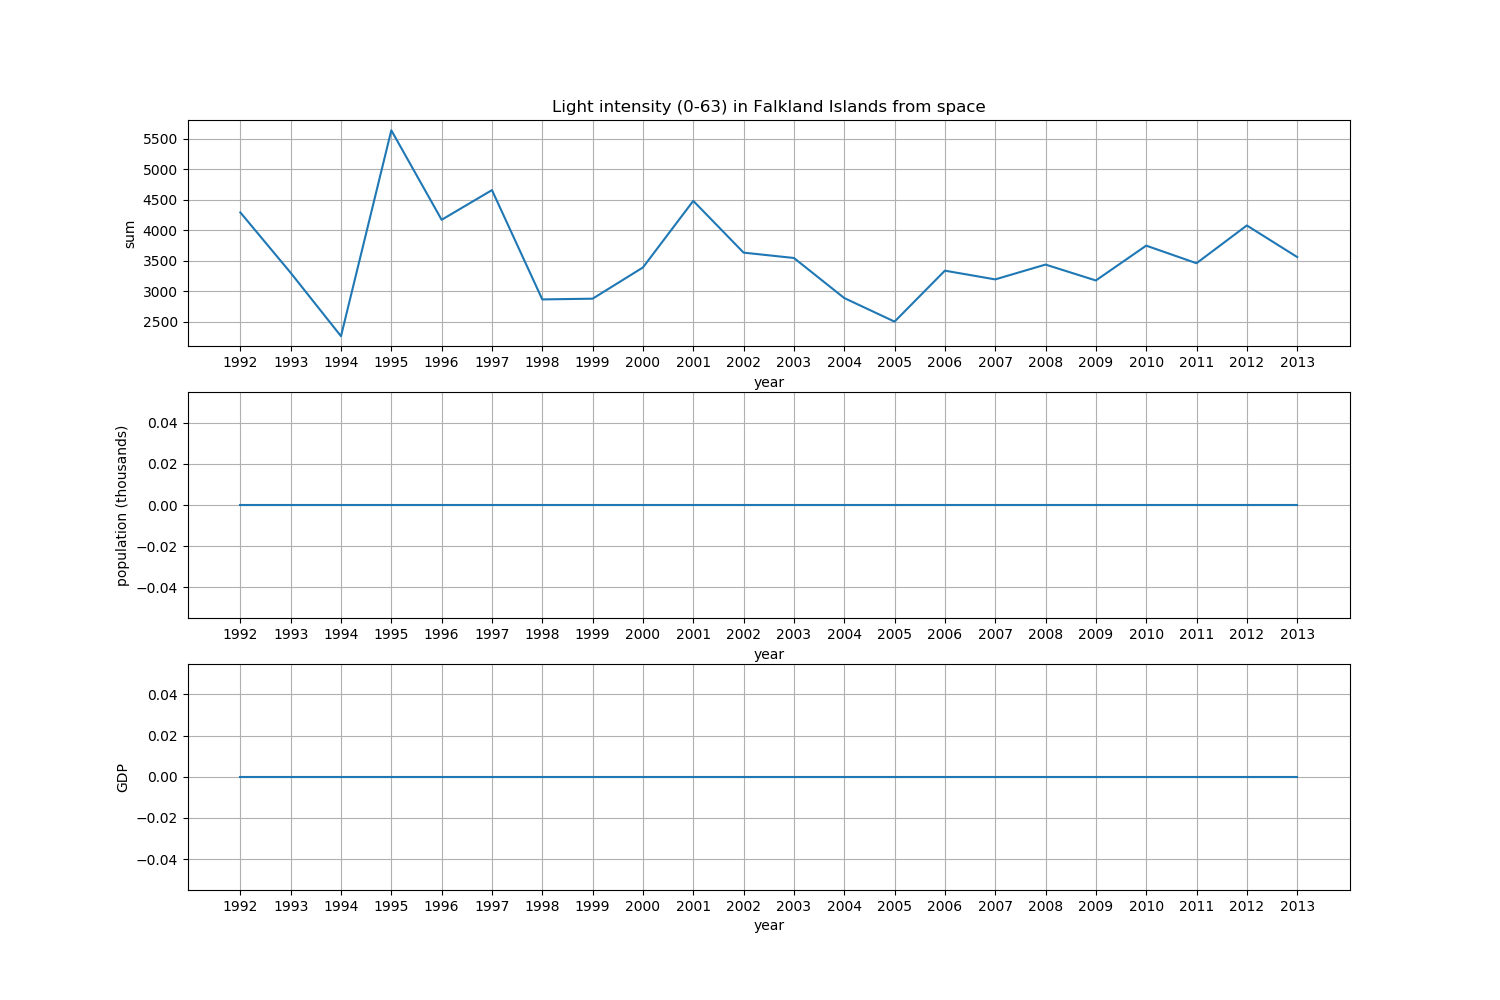 Light intensity (0-63) in Falkland Islands from space
sum
5500
5000
4500
4000
3500
3000
2500
1992 1993 1994 1995 1996 1997 1998 1999 2000 2001 2002 2003 2004 2005 2006 2007 2008 2009 2010 2011 2012 2013
year
population (thousands)
0.04
0.02
0.00
−0.02
−0.04
1992 1993 1994 1995 1996 1997 1998 1999 2000 2001 2002 2003 2004 2005 2006 2007 2008 2009 2010 2011 2012 2013
year
GDP
0.04
0.02
0.00
−0.02
−0.04
1992 1993 1994 1995 1996 1997 1998 1999 2000 2001 2002 2003 2004 2005 2006 2007 2008 2009 2010 2011 2012 2013
year